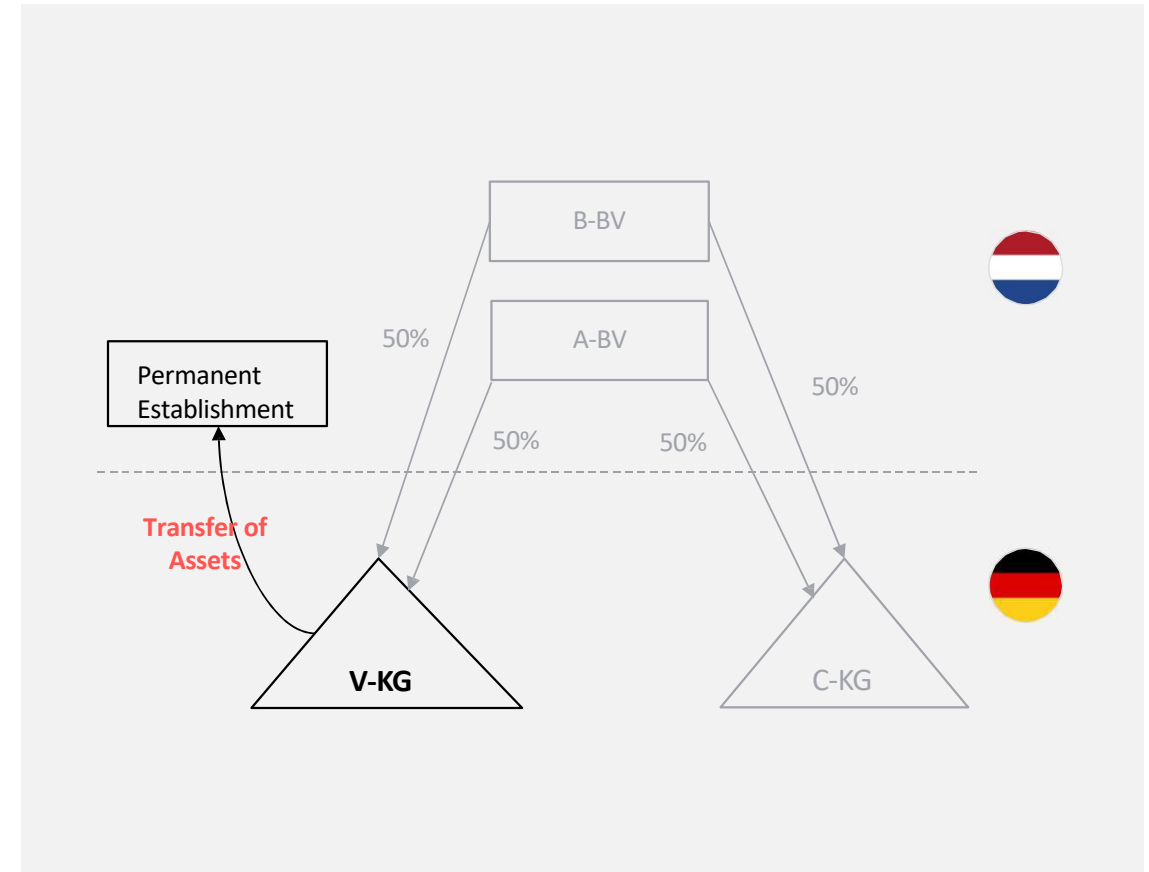 B-BV
50%
A-BV
Permanent
Establishment
50%
50%
50%
Transfer of
Assets
V-KG
C-KG